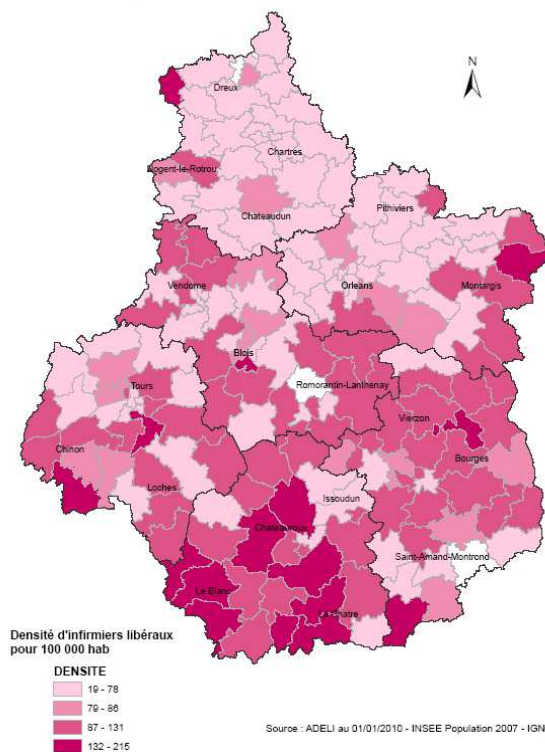 N
Dreux
Chartres
Nogent-le-Rotrou
Chateaudun
Pithiviers
Vendome
Orleans
Montargis
Blois
Romorantin-Lanthenay
Tours
Vierzon
Bourges
Chinon
Loches
Issoudun
Chateauroux
Saint-Amand-Montrond
Le Blanc
La Chatre
Densité d'infirmiers libéraux
pour 100 000 hab
DENSITE
19 - 78
79 - 86
87 - 131
132 - 215
Source : ADELI au 01/01/2010 - INSEE Population 2007 - IGN